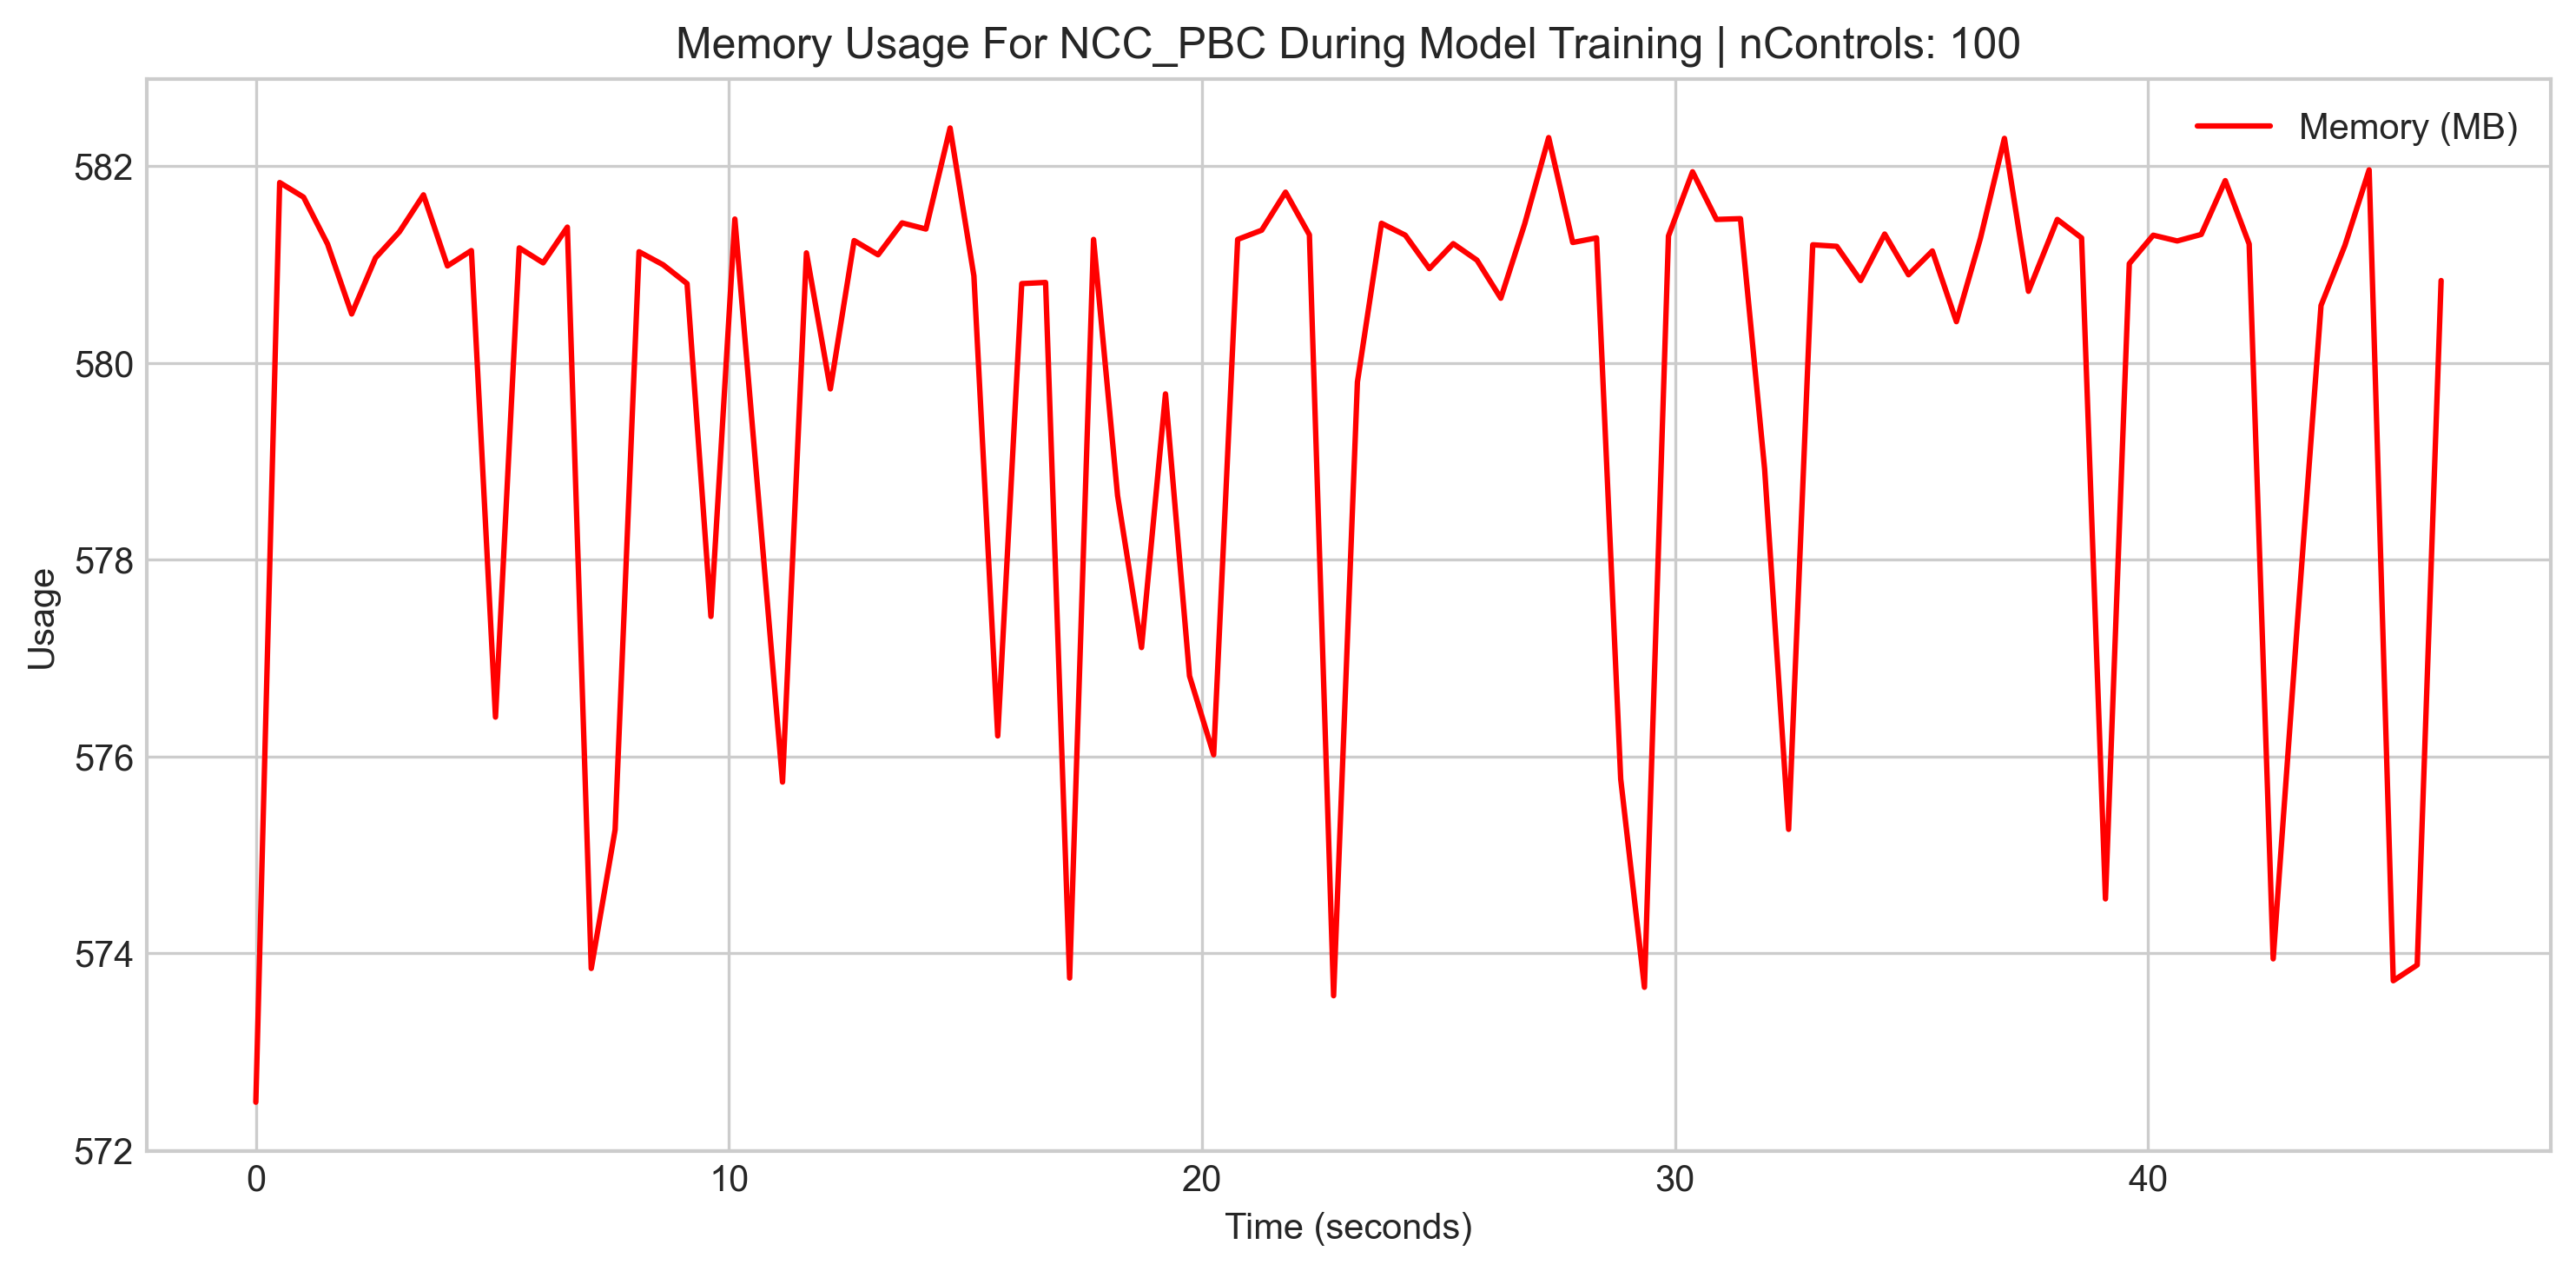 Memory Usage For NCC_PBC During Model Training | nControls: 100
Memory (MB)
582
580
578
576
574
572
Usage
0 10 20 30 40
Time (seconds)